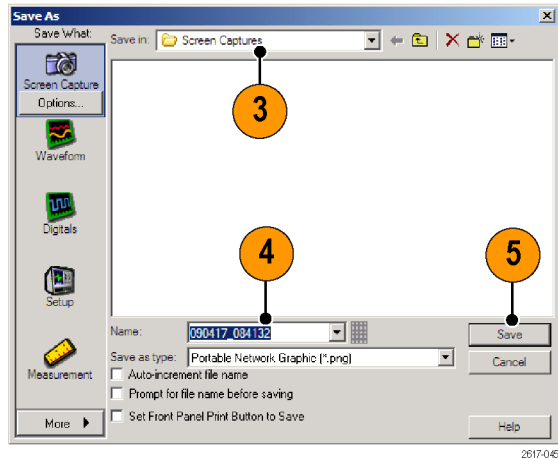 Save As
Save What:
Save in: Screen Captures
Screen Capture
Options...
3
Waveform
Digitals
4
5
Setup
Name: 090417_084132
Save
Save as type: Portable Network Graphic (*.png)
Cancel
Measurement
Auto-increment file name
Prompt for file name before saving
Set Front Panel Print Button to Save
More
Help
2617-045